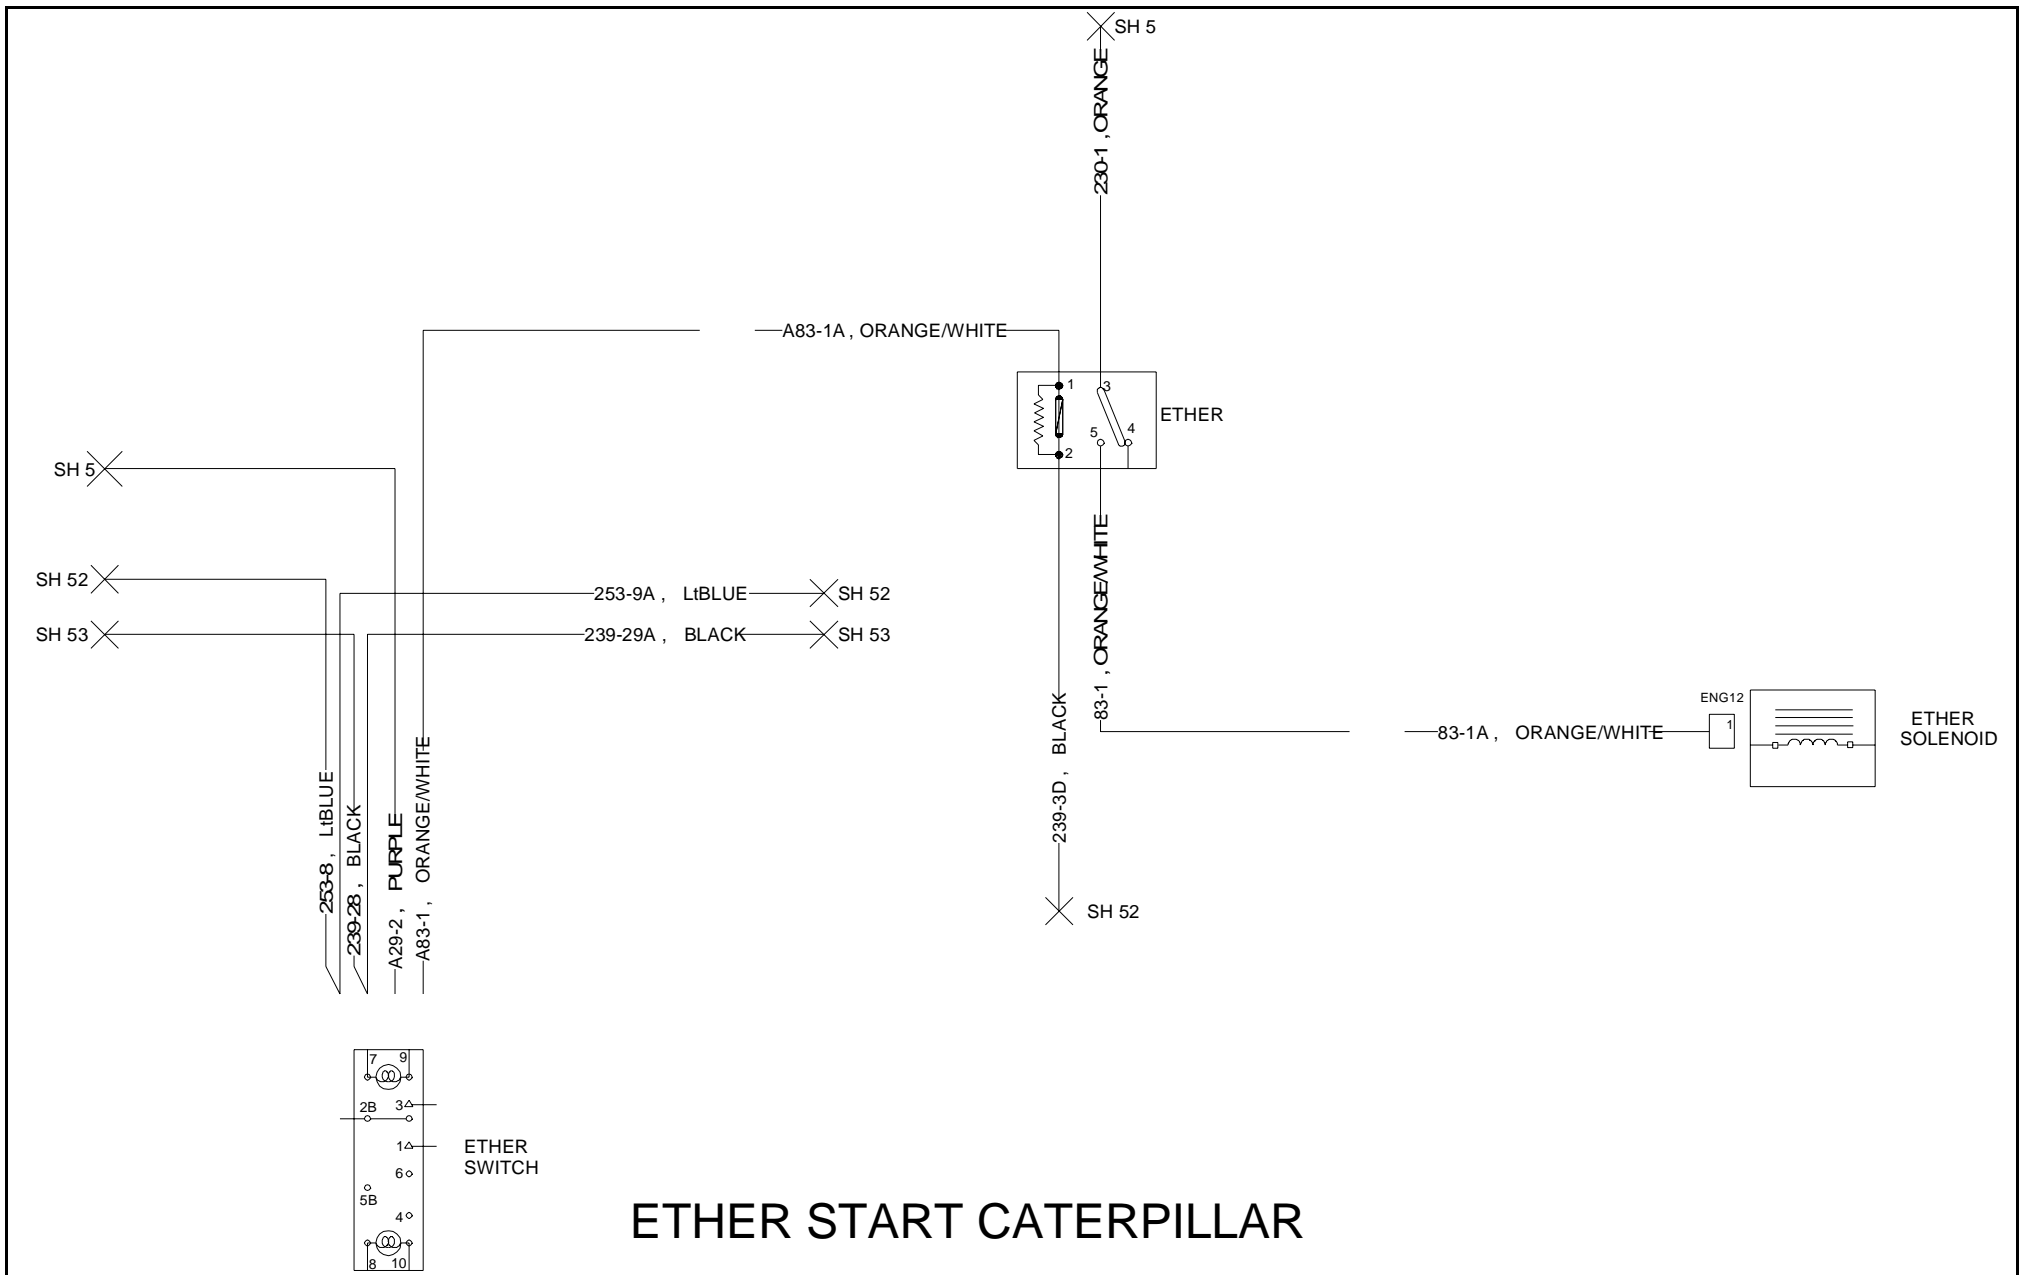 SH 5
230-1 , ORANGE
A83-1A , ORANGE/WHITE
1
3
ETHER
5
4
2
SH 5
SH 52
253-9A , LtBLUE
SH 52
SH 53
239-29A , BLACK
SH 53
83-1 , ORANGE/WHITE
239-3D , BLACK
ENG12
1
83-1A , ORANGE/WHITE
ETHER
SOLENOID
253-8 , LtBLUE
239-28 , BLACK
A29-2 , PURPLE
A83-1 , ORANGE/WHITE
SH 52
7
9
2B
3
1
ETHER
SWITCH
6
5B
4
8
10
ETHER START CATERPILLAR